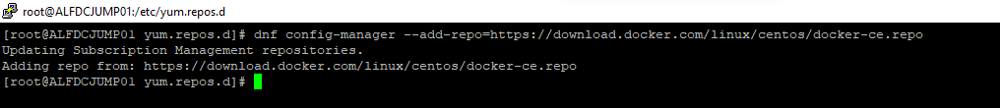 root@ALFDCJUMP01:/etc/yum.repos.d
[root@ALFDCJUMP01 yum.repos.d]# dnf config-manager --add-repo=https://download.docker.com/linux/centos/docker-ce.repo
Updating Subscription Management repositories.
Adding repo from: https://download.docker.com/linux/centos/docker-ce.repo
[root@ALFDCJUMP01 yum.repos.d]#